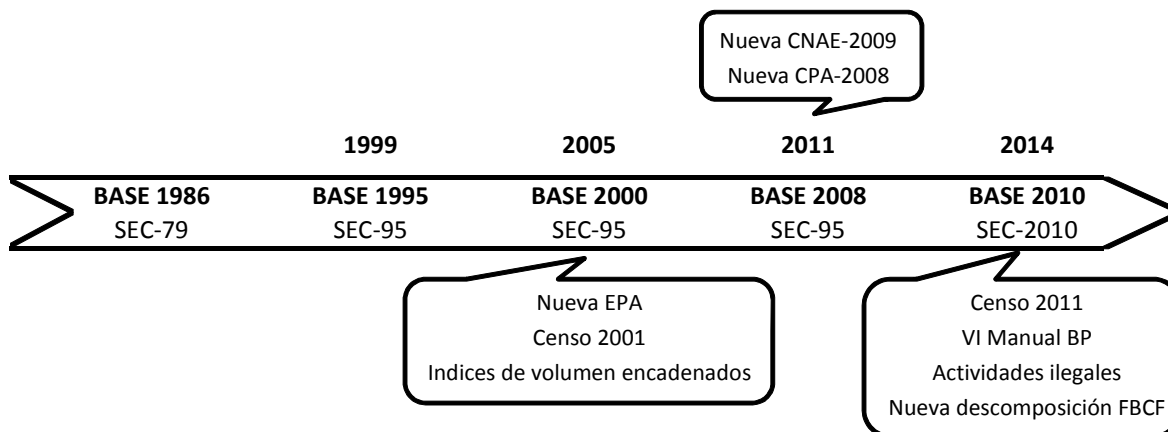 Nueva CNAE-2009
Nueva CPA-2008
1999 2005 2011 2014
BASE 1986 BASE 1995 BASE 2000 BASE 2008 BASE 2010
SEC-79 SEC-95 SEC-95 SEC-95 SEC-2010
Nueva EPA
Censo 2001
Indices de volumen encadenados
Censo 2011
VI Manual BP
Actividades ilegales
Nueva descomposición FBCF